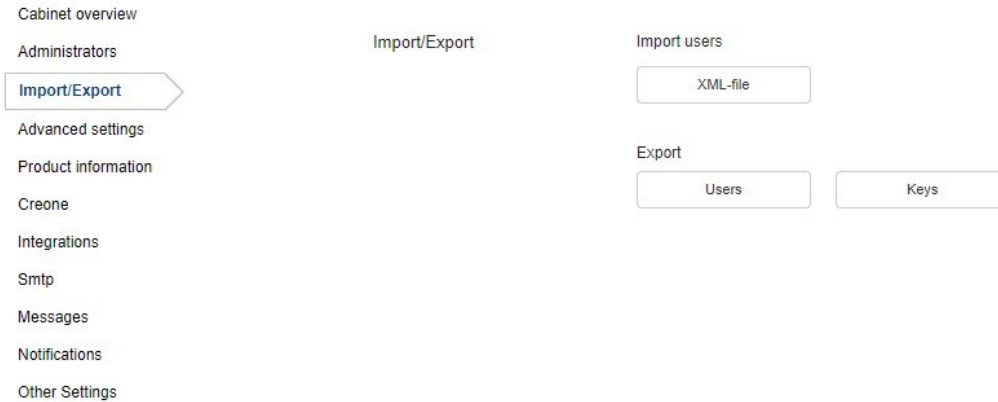 Cabinet overview
Administrators
Import/Export
Advanced settings
Product information
Creone
Integrations
Smtp
Messages
Notifications
Other Settings
Import/Export
Import users
XML-file
Export
Users
Keys